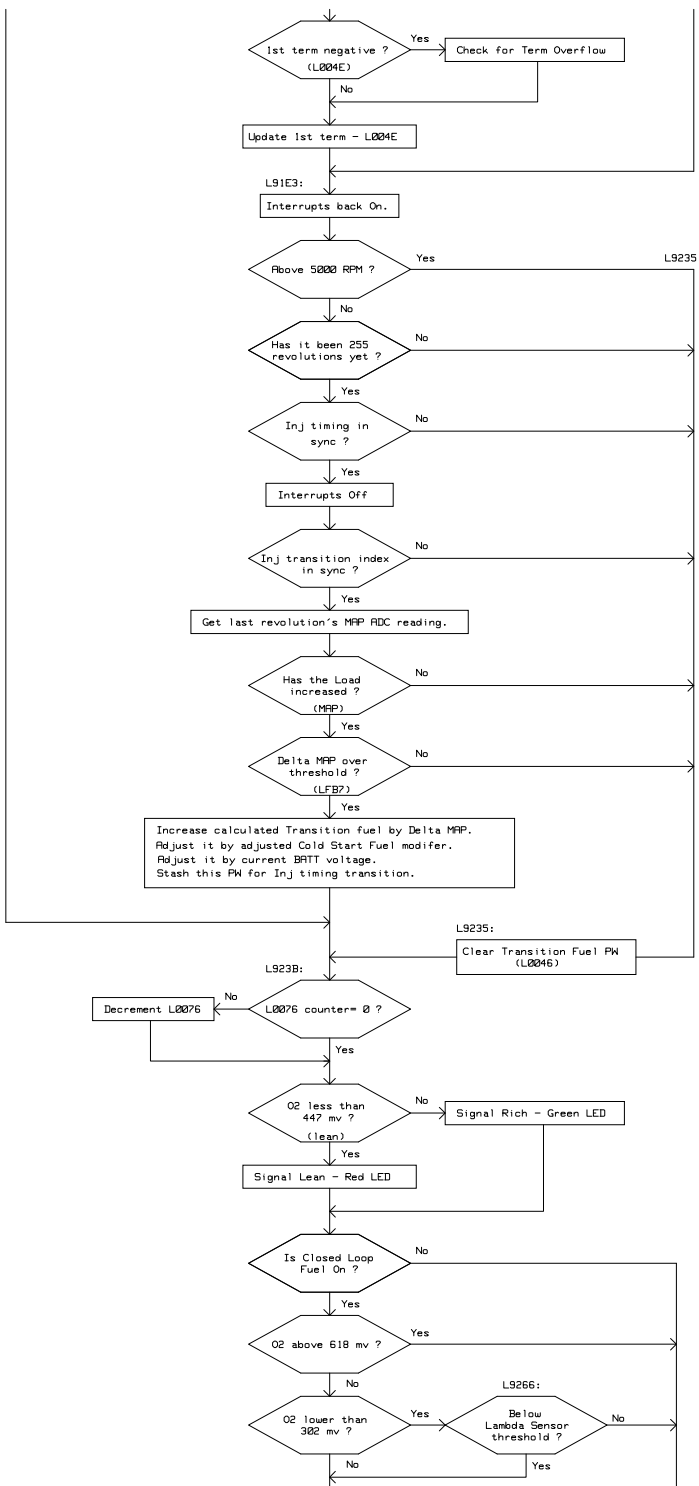 1st term negative ?
(L004E)
Yes
Check for Term Overflow
No
Update 1st term - L004E
L91E3:
Interrupts back On.
Above 5000 RPM ?
Yes
L9235
No
Has it been 255
revolutions yet ?
No
Yes
Inj timing in
sync ?
No
Yes
Interrupts Off
Inj transition index
in sync ?
No
Yes
Get last revolution's MAP ADC reading.
Has the Load
increased ?
(MAP)
No
Yes
Delta MAP over
threshold ?
(LFB7)
No
Yes
Increase calculated Transition fuel by Delta MAP.
Adjust it by adjusted Cold Start Fuel modifer.
Adjust it by current BATT voltage.
Stash this PW for Inj timing transition.
L9235:
Clear Transition Fuel PW
(L0046)
L923B:
L0076 counter= 0 ?
No
Decrement L0076
Yes
O2 less than
447 mv ?
(lean)
No
Signal Rich - Green LED
Yes
Signal Lean - Red LED
Is Closed Loop
Fuel On ?
No
Yes
O2 above 618 mv ?
Yes
No
L9266:
O2 lower than
302 mv ?
Yes
Below
Lambda Sensor
threshold ?
No
No
Yes